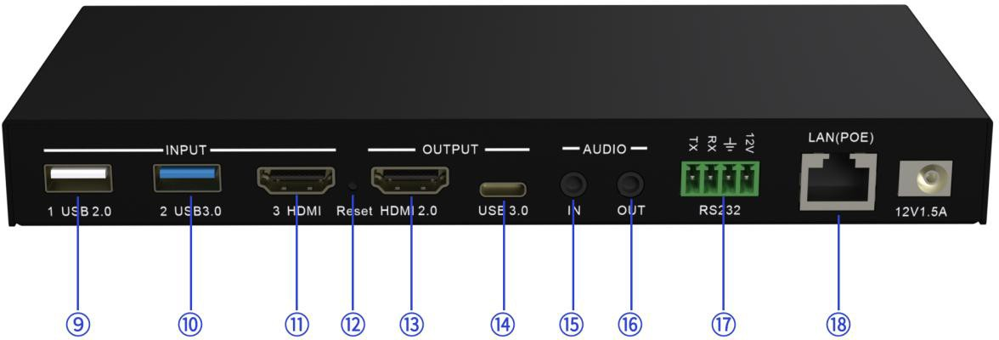 INPUT OUTPUT AUDIO TX RX 12V LAN(POE)
1 USB 2.0 2 USB3.0 3 HDMI Reset HDMI 2.0 USB 3.0 IN OUT RS232 12V1.5A
⑨ ⑩ ⑪ ⑫ ⑬ ⑭ ⑮ ⑯ ⑰ ⑱